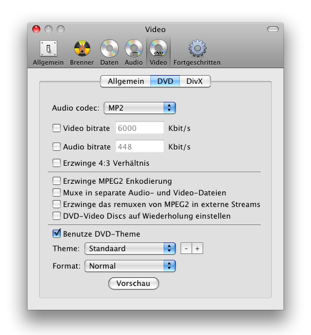 Video
Allgemein Brenner Daten Audio Video Fortgeschritten
Allgemein DVD DivX
Audio codec: MP2
Video bitrate 6000 Kbit/s
Audio bitrate 448 Kbit/s
Erzwinge 4:3 Verhältnis
Erzwinge MPEG2 Enkodierung
Muxe in separate Audio- und Video-Dateien
Erzwinge das remuxen von MPEG2 in externe Streams
DVD-Video Discs auf Wiederholung einstellen
Benutze DVD-Theme
Theme: Standaard - +
Format: Normal
Vorschau